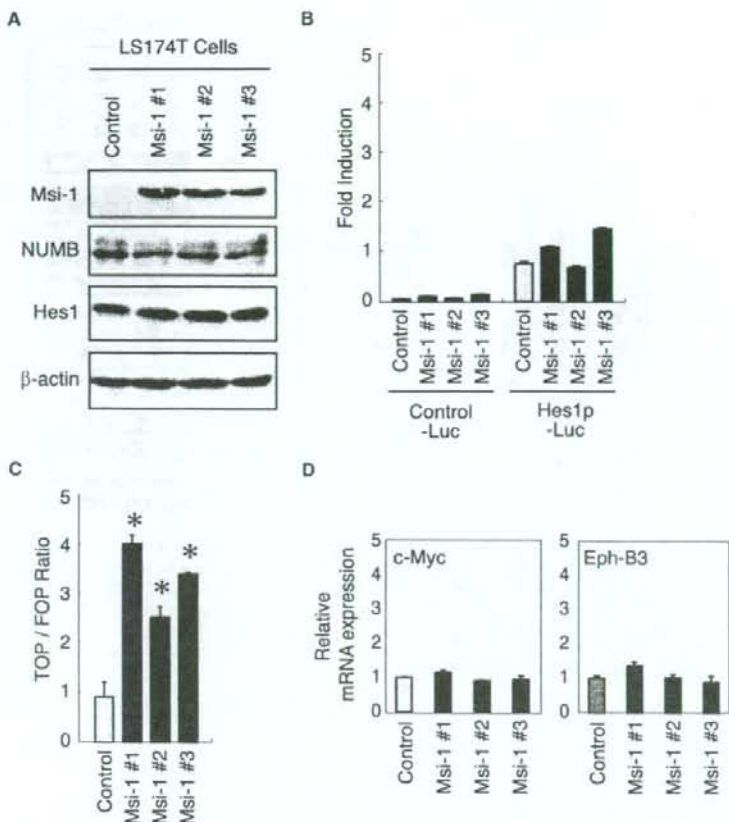 A
LS174T Cells
Control
Msi-1 #1
Msi-1 #2
Msi-1 #3
Msi-1
NUMB
Hes1
β-actin
B
Fold Induction
5
4
3
2
1
0
Control
Msi-1 #1
Msi-1 #2
Msi-1 #3
Control
Msi-1 #1
Msi-1 #2
Msi-1 #3
Control
-Luc
Hes1p
-Luc
C
TOP / FOP Ratio
5
4
3
2
1
0
*
*
*
Control
Msi-1 #1
Msi-1 #2
Msi-1 #3
D
Relative
mRNA expression
c-Myc
5
4
3
2
1
0
Control
Msi-1 #1
Msi-1 #2
Msi-1 #3
Eph-B3
5
4
3
2
1
0
Control
Msi-1 #1
Msi-1 #2
Msi-1 #3